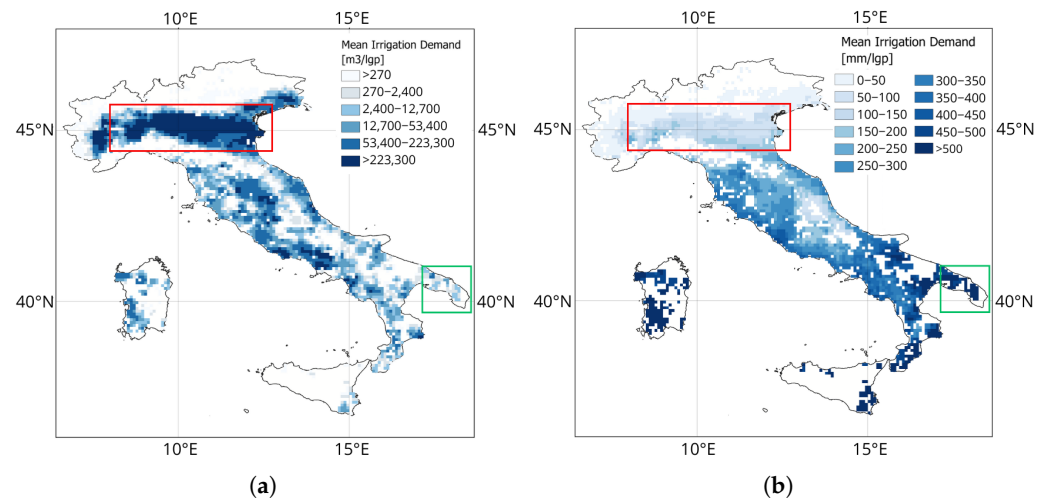 10°E 15°E
Mean Irrigation Demand
[m3/lgp]
>270
270–2,400
2,400–12,700
12,700–53,400
53,400–223,300
>223,300
45°N
45°N
40°N
40°N
10°E 15°E
(a)
10°E 15°E
Mean Irrigation Demand
[mm/lgp]
0–50
50–100
100–150
150–200
200–250
250–300
300–350
350–400
400–450
450–500
>500
45°N
45°N
40°N
40°N
10°E 15°E
(b)